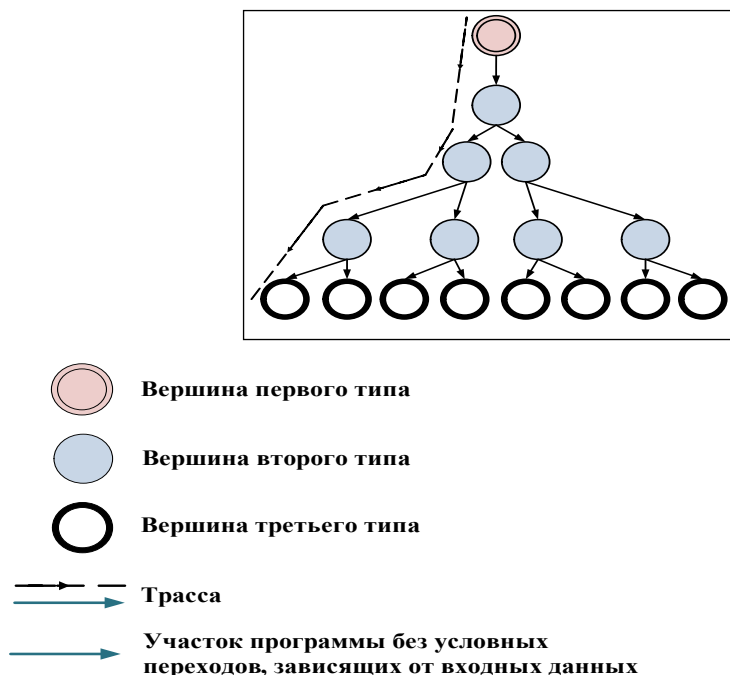 Вершина первого типа
Вершина второго типа
Вершина третьего типа
Трасса
Участок программы без условных
переходов, зависящих от входных данных